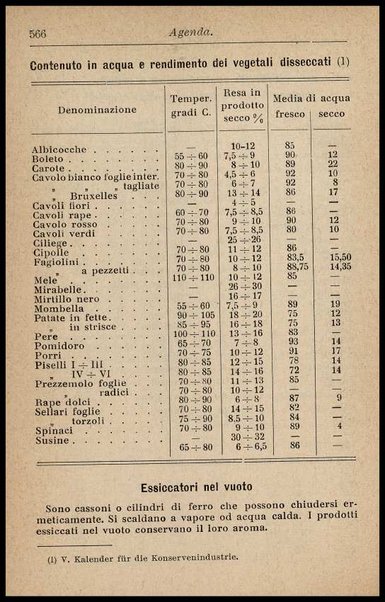 566 Agenda.
Contenuto in acqua e rendimento dei vegetali disseccati (1)
Denominazione Temper. gradi C. Resa in prodotto secco % Media di acqua fresco secco
Albicocche . . . . . . — 10-12 85 —
Boleto . . . . . . . 55÷60 7,5÷9 90 12
Carote . . . . . . . 80÷90 8÷10 89 22
Cavolo bianco foglie inter. 70÷80 4,5÷6 92 10
„ „ tagliate 70÷80 6÷7 92 8
„ Bruxelles . . . . 80÷90 13÷14 86 17
Cavoli fiori . . . . . . — 4÷5 — —
Cavoli rape . . . . . . 60÷70 7,5÷8,5 86 —
Cavolo rosso . . . . . 70÷80 9÷10 90 12
Cavoli verdi . . . . . 70÷80 7,5÷8,5 80 10
Ciliege . . . . . . . — 25÷26 — —
Cipolle . . . . . . . 70÷80 11÷12 86 —
Fagiolini . . . . . . 70÷80 10÷12 83,5 15,50
„ a pezzetti . . . . 70÷80 8÷10 88,75 14,35
Mele . . . . . . . 110÷110 10÷12 85 —
Mirabelle . . . . . . — 26÷30 — —
Mirtillo nero . . . . . — 16÷17 — —
Mombella . . . . . . 55÷60 7,5÷9 89 19
Patate in fette . . . . . 90÷105 18÷20 75 12
„ in strisce . . . . 85÷95 16÷18 75 13
Pere . . . . . . . 100÷110 13÷16 83 —
Pomidoro . . . . . . 65÷70 7÷8 93 14
Porri . . . . . . . 70÷75 10÷12 91 17
Piselli I÷III . . . . . 80÷85 12÷15 78 14
„ IV÷VI . . . . . 80÷85 14÷16 72 14
Prezzemolo foglie . . . . 70÷80 11÷13 85 —
„ radici . . . . 70÷80 10÷12 — —
Rape dolci . . . . . . 80÷90 6÷8 87 9
Sellari foglie . . . . . 70÷80 14÷15 82 —
„ torzoli . . . . . 75÷90 8,5÷10 84 —
Spinaci . . . . . . 70÷80 9÷10 89 4
Susine . . . . . . . — 30÷32 — —
65÷80 6÷6,5 86 —
Essiccatori nel vuoto
Sono cassoni o cilindri di ferro che possono chiudersi er-
meticamente. Si scaldano a vapore od acqua calda. I prodotti
essiccati nel vuoto conservano il loro aroma.
(1) V. Kalender für die Konservenindustrie.